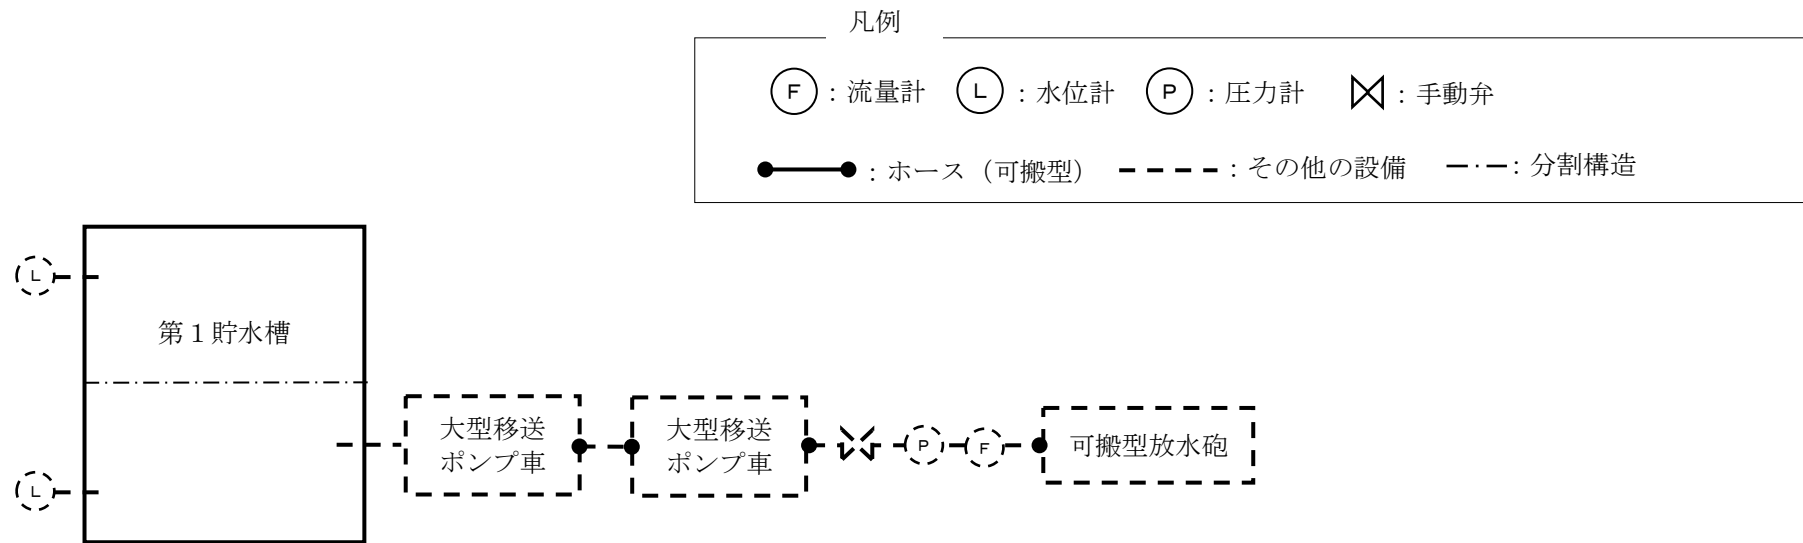 凡例
F : 流量計 L : 水位計 P : 圧力計 : 手動弁
: ホース（可搬型） : その他の設備 : 分割構造
L
第１貯水槽
大型移送
ポンプ車
大型移送
ポンプ車
P
F
可搬型放水砲
L